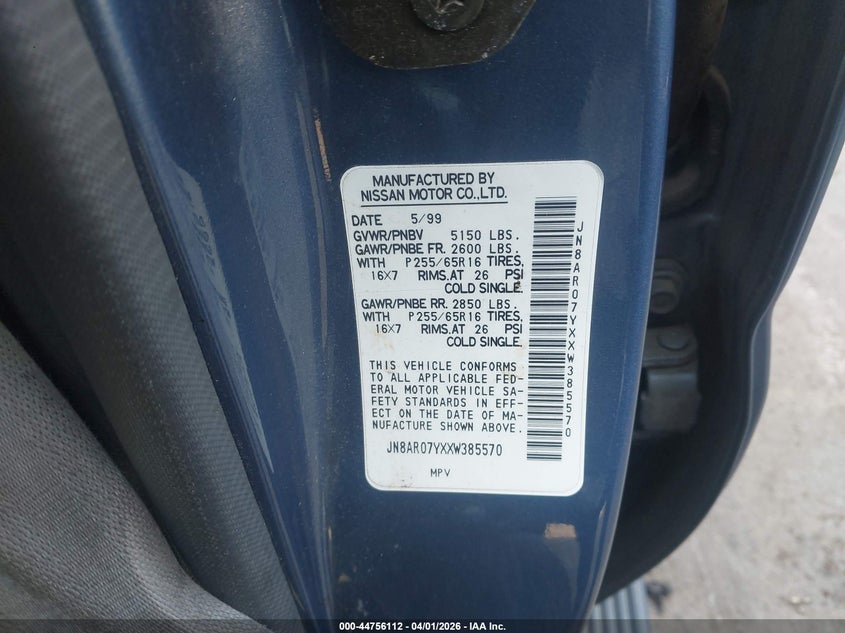 MANUFACTURED BY
NISSAN MOTOR CO.,LTD.
DATE 5/99
GVWR/PNBV 5150 LBS.
GAWR/PNBE FR. 2600 LBS.
WITH P255/65R16 TIRES,
16X7 RIMS.AT 26 PSI
COLD SINGLE.
GAWR/PNBE RR. 2850 LBS.
WITH P255/65R16 TIRES,
16X7 RIMS.AT 26 PSI
COLD SINGLE.
THIS VEHICLE CONFORMS
TO ALL APPLICABLE FED-
ERAL MOTOR VEHICLE SA-
FETY STANDARDS IN EFF-
ECT ON THE DATE OF MA-
NUFACTURE SHOWN ABOVE.
JN8AR07YXXW385570
MPV
JN8AR07YXXW385570
000-44756112 - 04/01/2026 - IAA Inc.